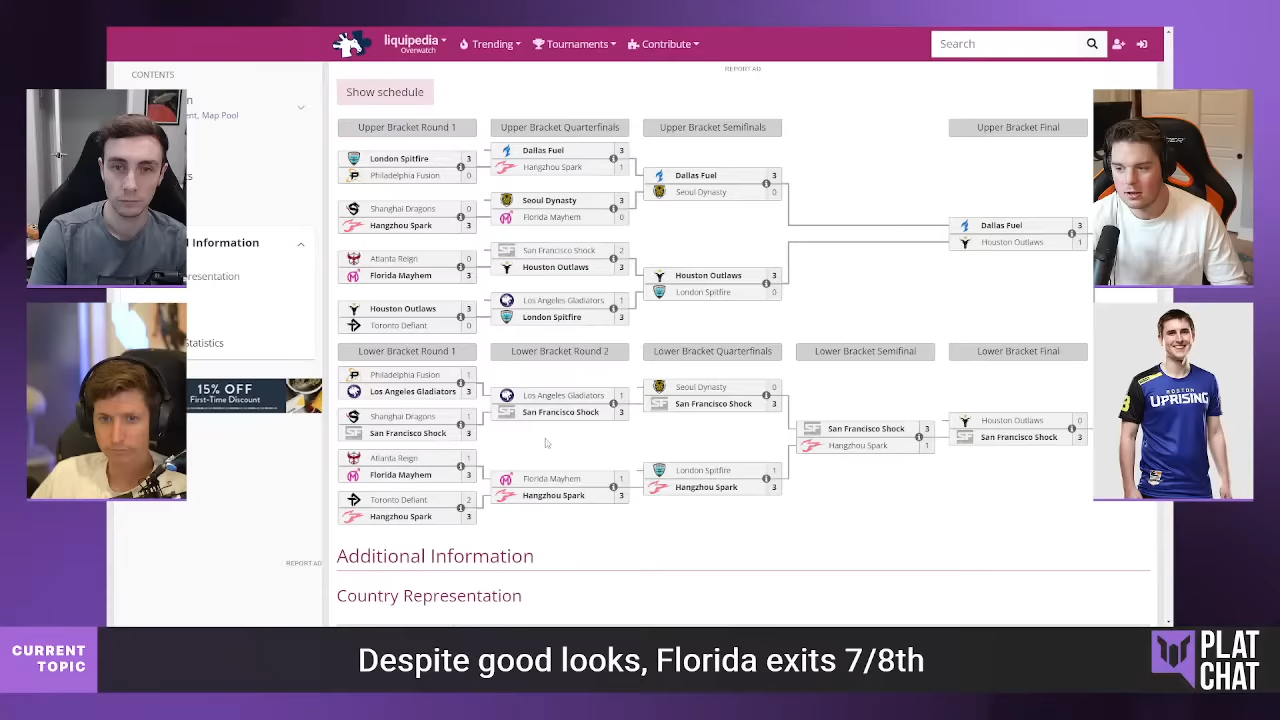 liquipedia
Overwatch
Trending
Tournaments
Contribute
Search
REPORT AD
CONTENTS
Show schedule
Upper Bracket Round 1
Upper Bracket Quarterfinals
Upper Bracket Semifinals
Upper Bracket Final
London Spitfire 3
Philadelphia Fusion 0
Shanghai Dragons 0
Hangzhou Spark 3
Atlanta Reign 0
Florida Mayhem 3
Houston Outlaws 3
Toronto Defiant 0
Dallas Fuel 3
Hangzhou Spark 1
Seoul Dynasty 3
Florida Mayhem 0
San Francisco Shock 2
Houston Outlaws 3
Los Angeles Gladiators 1
London Spitfire 3
Dallas Fuel 3
Seoul Dynasty 0
Houston Outlaws 3
London Spitfire 0
Dallas Fuel 3
Houston Outlaws 1
Lower Bracket Round 1
Lower Bracket Round 2
Lower Bracket Quarterfinals
Lower Bracket Semifinal
Lower Bracket Final
Philadelphia Fusion 1
Los Angeles Gladiators 3
Shanghai Dragons 1
San Francisco Shock 3
Atlanta Reign 1
Florida Mayhem 3
Toronto Defiant 2
Hangzhou Spark 3
Los Angeles Gladiators 1
San Francisco Shock 3
Florida Mayhem 1
Hangzhou Spark 3
Seoul Dynasty 0
San Francisco Shock 3
London Spitfire 1
Hangzhou Spark 3
San Francisco Shock 3
Hangzhou Spark 1
Houston Outlaws 0
San Francisco Shock 3
, Map Pool
Information
15% OFF
First-Time Discount
REPORT AD
Additional Information
Country Representation
BOSTON
UPRISING
CURRENT
TOPIC
Despite good looks, Florida exits 7/8th
PLAT
CHAT